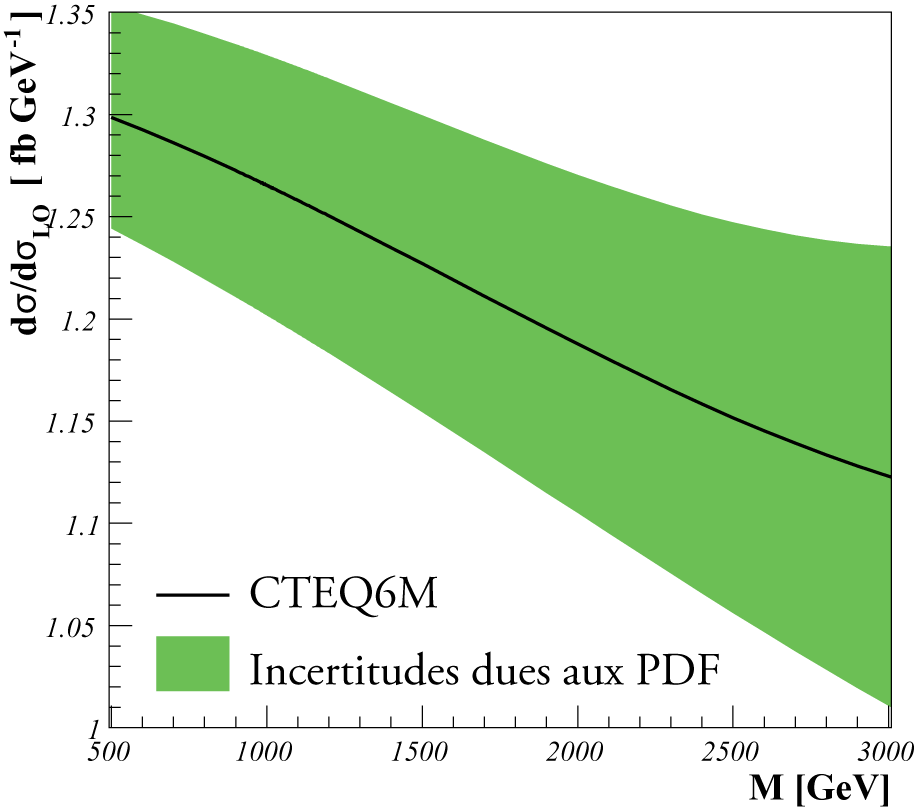 dσ/dσLO [ fb GeV-1 ]
1.35
1.3
1.25
1.2
1.15
1.1
1.05
1
CTEQ6M
Incertitudes dues aux PDF
500 1000 1500 2000 2500 3000
M [GeV]